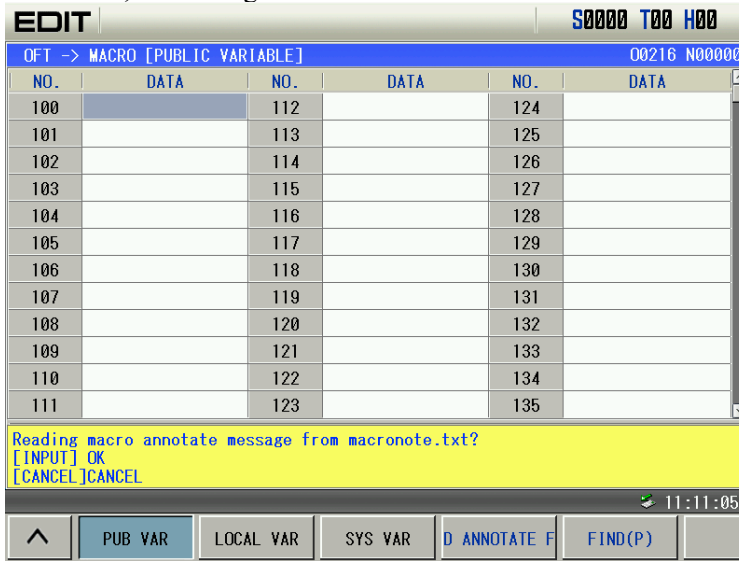 EDIT S0000 T00 H00
OFT -> MACRO [PUBLIC VARIABLE] O0216 N00000
NO. DATA NO. DATA NO. DATA
100 112 124
101 113 125
102 114 126
103 115 127
104 116 128
105 117 129
106 118 130
107 119 131
108 120 132
109 121 133
110 122 134
111 123 135
Reading macro annotate message from macronote.txt?
[INPUT] OK
[CANCEL]CANCEL
11:11:05
PUB VAR LOCAL VAR SYS VAR D ANNOTATE F FIND(P)